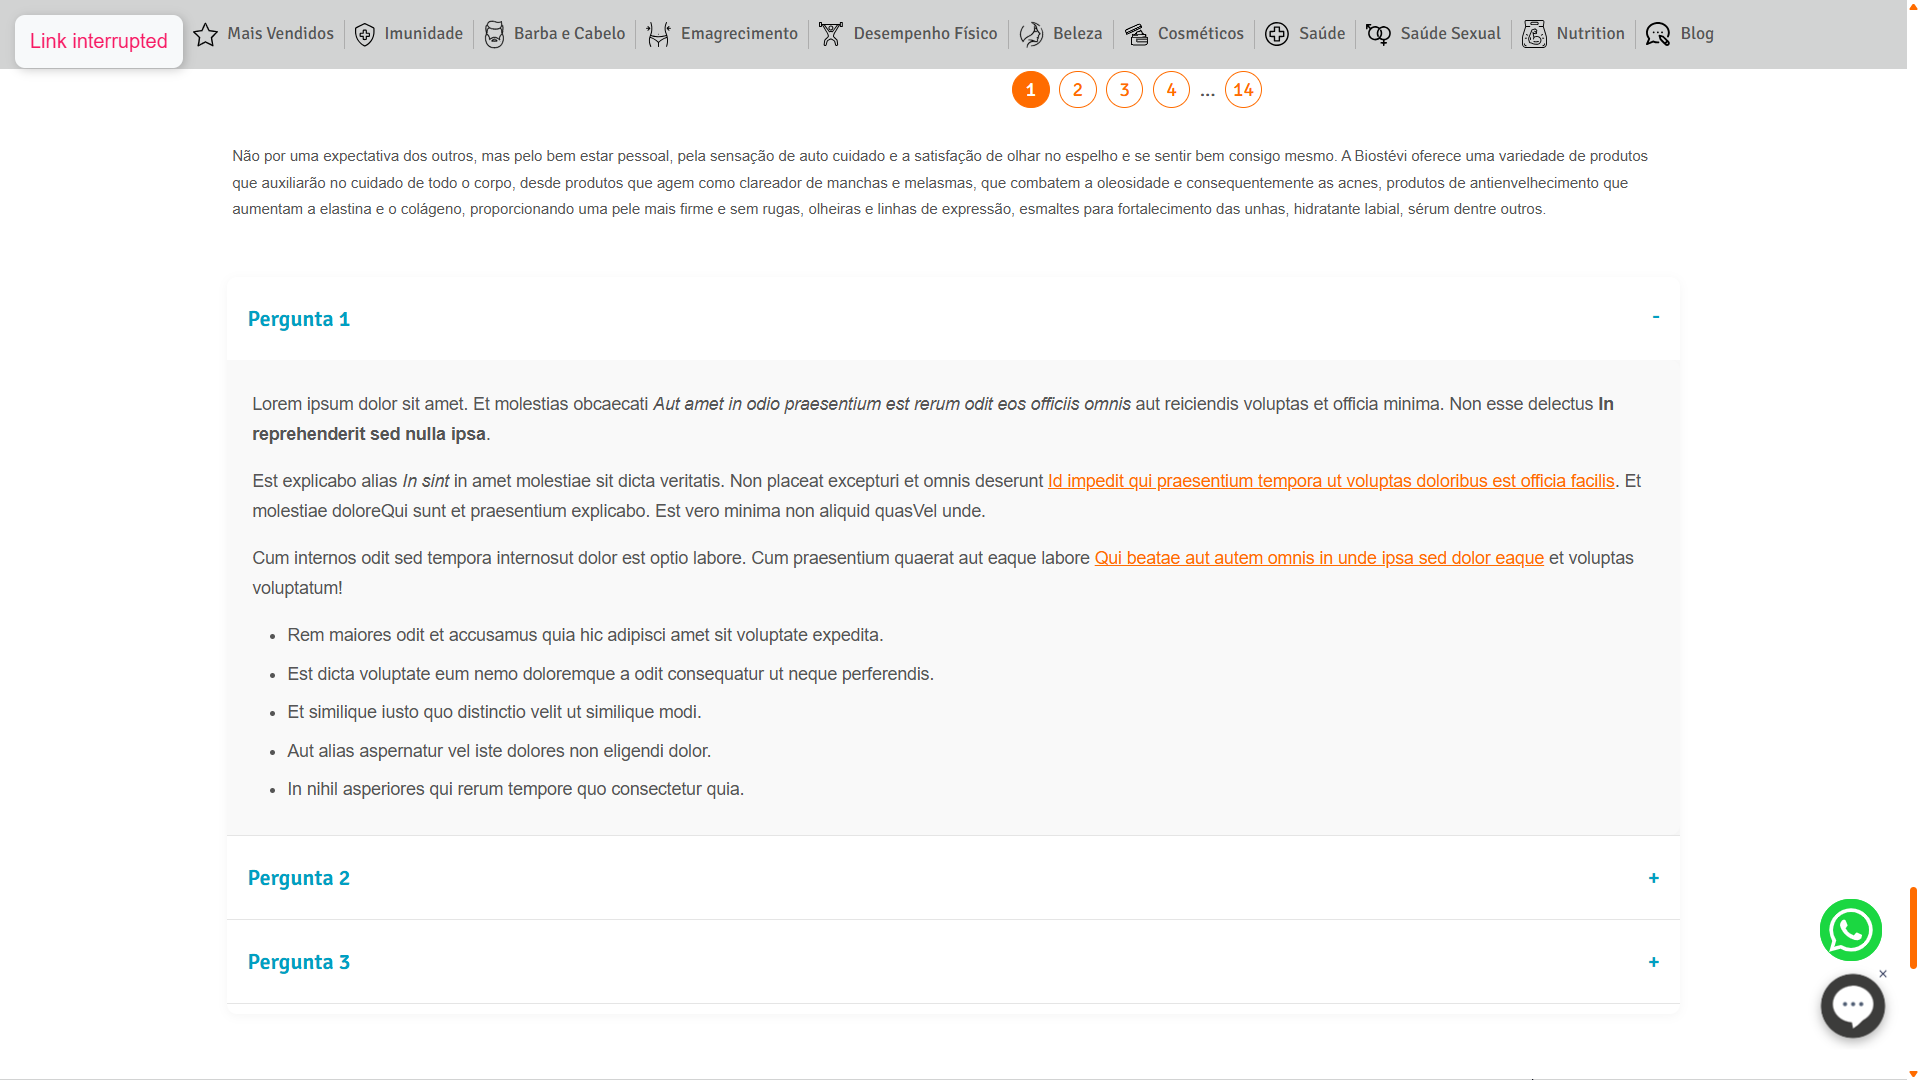 Link interrupted
Mais Vendidos
Imunidade
Barba e Cabelo
Emagrecimento
Desempenho Físico
Beleza
Cosméticos
Saúde
Saúde Sexual
Nutrition
Blog
1 2 3 4 ... 14
Não por uma expectativa dos outros, mas pelo bem estar pessoal, pela sensação de auto cuidado e a satisfação de olhar no espelho e se sentir bem consigo mesmo. A Biostévi oferece uma variedade de produtos
que auxiliarão no cuidado de todo o corpo, desde produtos que agem como clareador de manchas e melasmas, que combatem a oleosidade e consequentemente as acnes, produtos de antienvelhecimento que
aumentam a elastina e o colágeno, proporcionando uma pele mais firme e sem rugas, olheiras e linhas de expressão, esmaltes para fortalecimento das unhas, hidratante labial, sérum dentre outros.
Pergunta 1 -
Lorem ipsum dolor sit amet. Et molestias obcaecati Aut amet in odio praesentium est rerum odit eos officiis omnis aut reiciendis voluptas et officia minima. Non esse delectus In
reprehenderit sed nulla ipsa.
Est explicabo alias In sint in amet molestiae sit dicta veritatis. Non placeat excepturi et omnis deserunt Id impedit qui praesentium tempora ut voluptas doloribus est officia facilis. Et
molestiae doloreQui sunt et praesentium explicabo. Est vero minima non aliquid quasVel unde.
Cum internos odit sed tempora internosut dolor est optio labore. Cum praesentium quaerat aut eaque labore Qui beatae aut autem omnis in unde ipsa sed dolor eaque et voluptas
voluptatum!
• Rem maiores odit et accusamus quia hic adipisci amet sit voluptate expedita.
• Est dicta voluptate eum nemo doloremque a odit consequatur ut neque perferendis.
• Et similique iusto quo distinctio velit ut similique modi.
• Aut alias aspernatur vel iste dolores non eligendi dolor.
• In nihil asperiores qui rerum tempore quo consectetur quia.
Pergunta 2 +
Pergunta 3 +
×